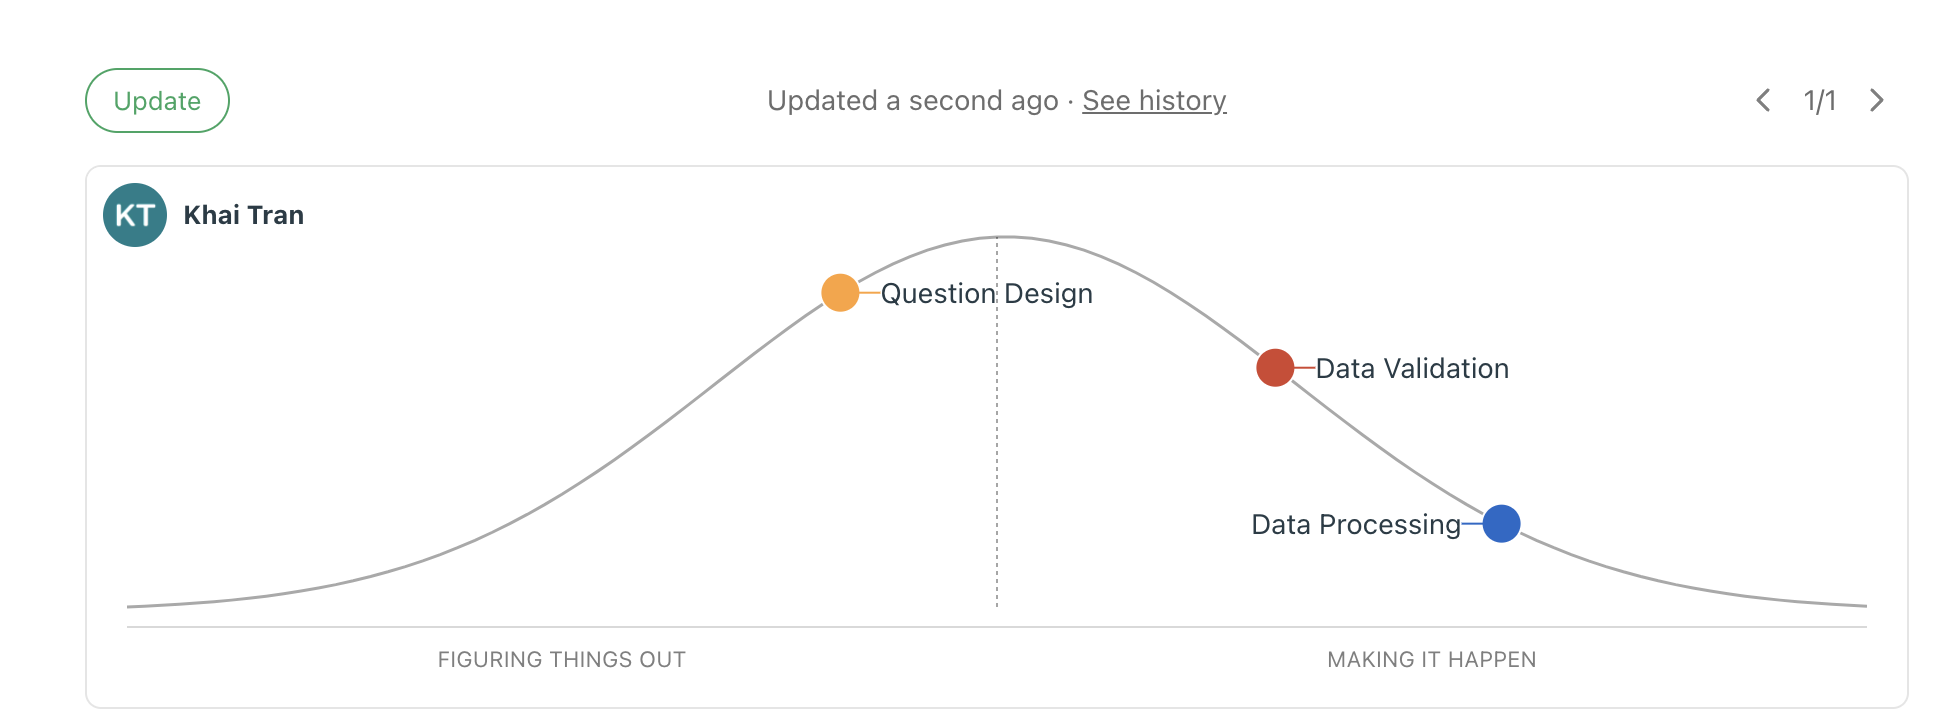 Update
Updated a second ago · See history
1/1
KT
Khai Tran
Question Design
Data Validation
Data Processing
FIGURING THINGS OUT
MAKING IT HAPPEN